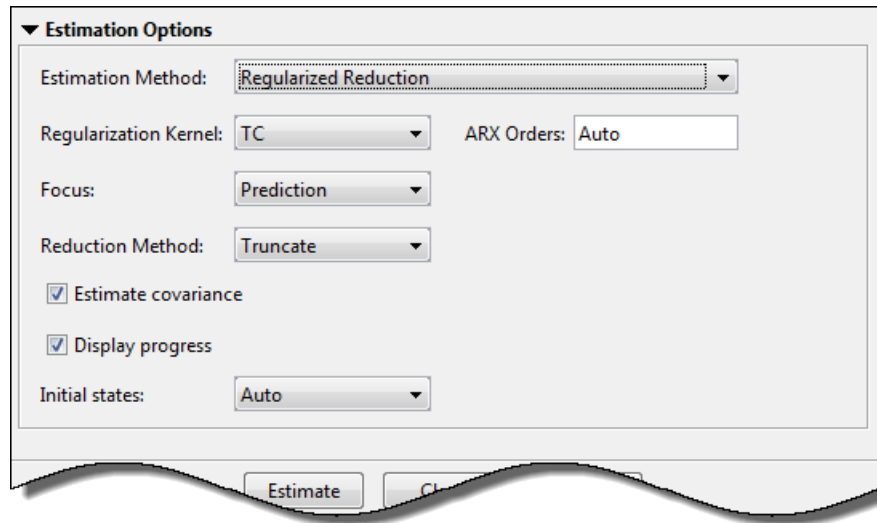 Estimation Options
Estimation Method: Regularized Reduction
Regularization Kernel: TC ARX Orders: Auto
Focus: Prediction
Reduction Method: Truncate
Estimate covariance
Display progress
Initial states: Auto
Estimate